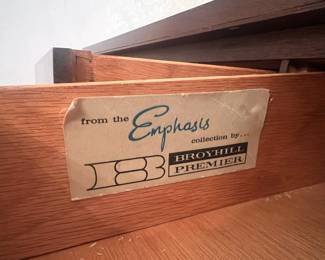 from the
Emphasis
collection by...
B BROYHILL
PREMIER